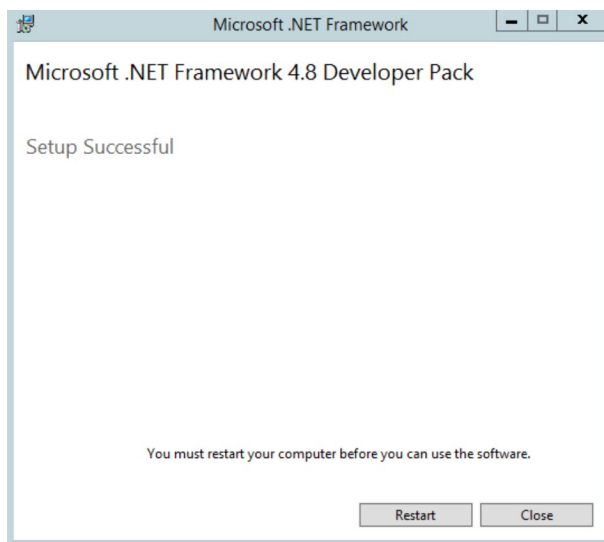 Microsoft .NET Framework
Microsoft .NET Framework 4.8 Developer Pack
Setup Successful
You must restart your computer before you can use the software.
Restart
Close